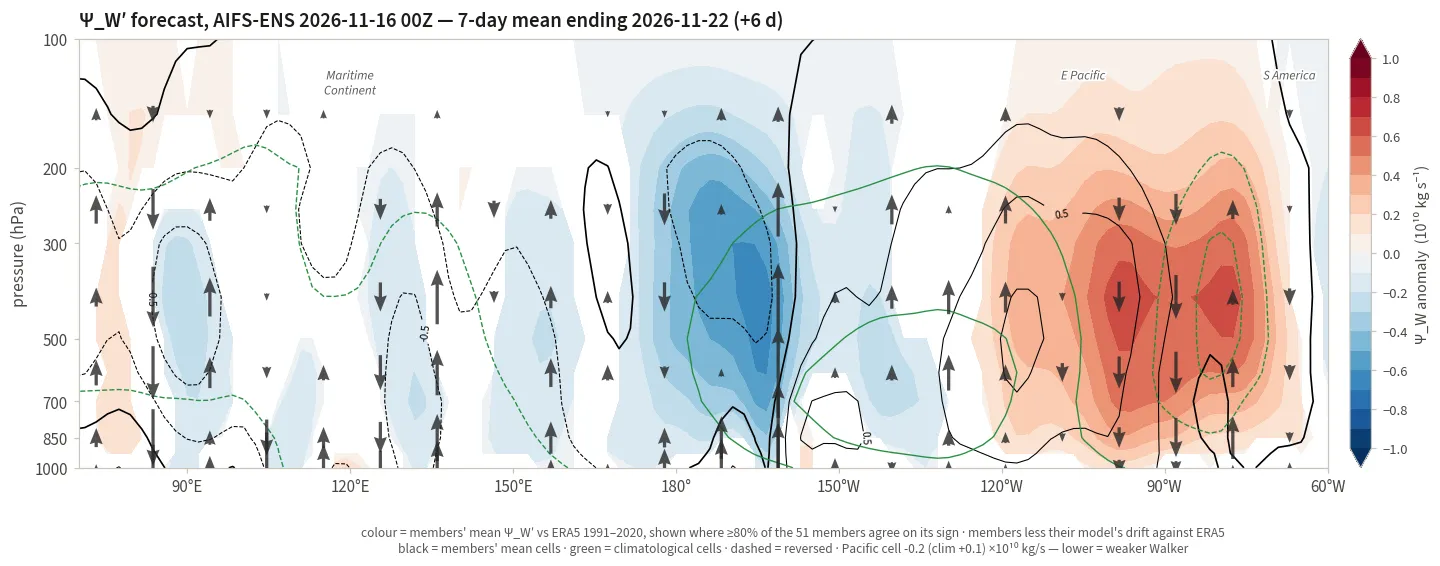 Ψ_W′ forecast, AIFS-ENS 2026-11-16 00Z — 7-day mean ending 2026-11-22 (+6 d)
100
200
300
400
500
700
850
1000
pressure (hPa)
90°E
120°E
150°E
180°
150°W
120°W
90°W
60°W
Maritime
Continent
E Pacific
S America
-0.5
-0.5
0.5
0.5
1.0
0.8
0.6
0.4
0.2
0.0
−0.2
−0.4
−0.6
−0.8
−1.0
Ψ_W anomaly (10¹⁰ kg s⁻¹)
colour = members' mean Ψ_W′ vs ERA5 1991–2020, shown where ≥80% of the 51 members agree on its sign · members less their model's drift against ERA5
black = members' mean cells · green = climatological cells · dashed = reversed · Pacific cell -0.2 (clim +0.1) ×10¹⁰ kg/s — lower = weaker Walker